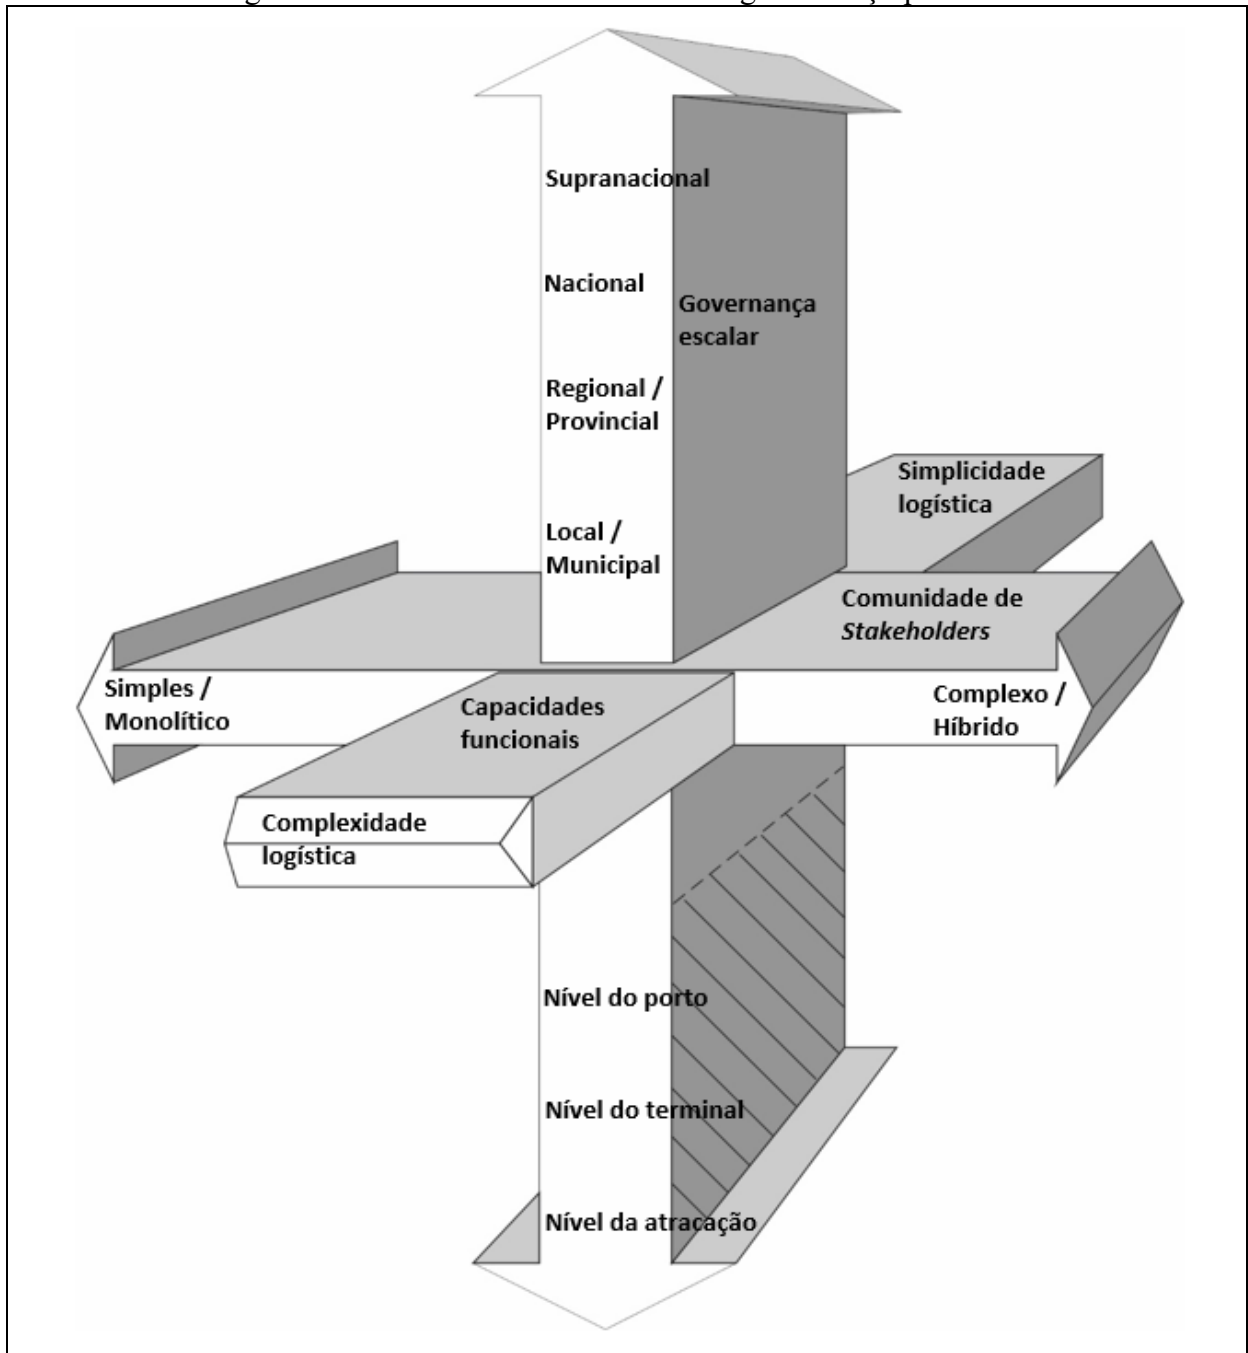 Supranacional
Nacional
Governança
escalar
Regional /
Provincial
Simplicidade
logística
Local /
Municipal
Comunidade de
Stakeholders
Simples /
Monolítico
Capacidades
funcionais
Complexo /
Híbrido
Complexidade
logística
Nível do porto
Nível do terminal
Nível da atracação